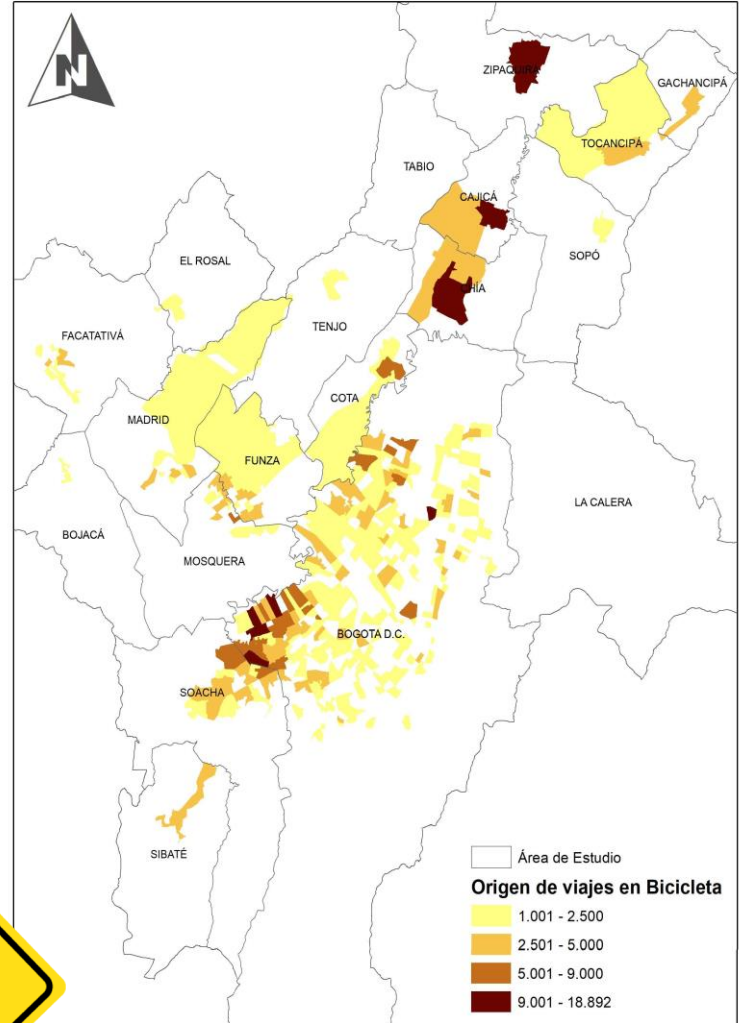 N
ZIPAQUIRA
GACHANCIPÁ
TOCANCIPÁ
TABIO
CAJICÁ
SOPÓ
EL ROSAL
CHÍA
TENJO
FACATATIVÁ
COTA
MADRID
FUNZA
LA CALERA
BOJACÁ
MOSQUERA
BOGOTA D.C.
SOACHA
SIBATÉ
Área de Estudio
Origen de viajes en Bicicleta
1.001 - 2.500
2.501 - 5.000
5.001 - 9.000
9.001 - 18.892